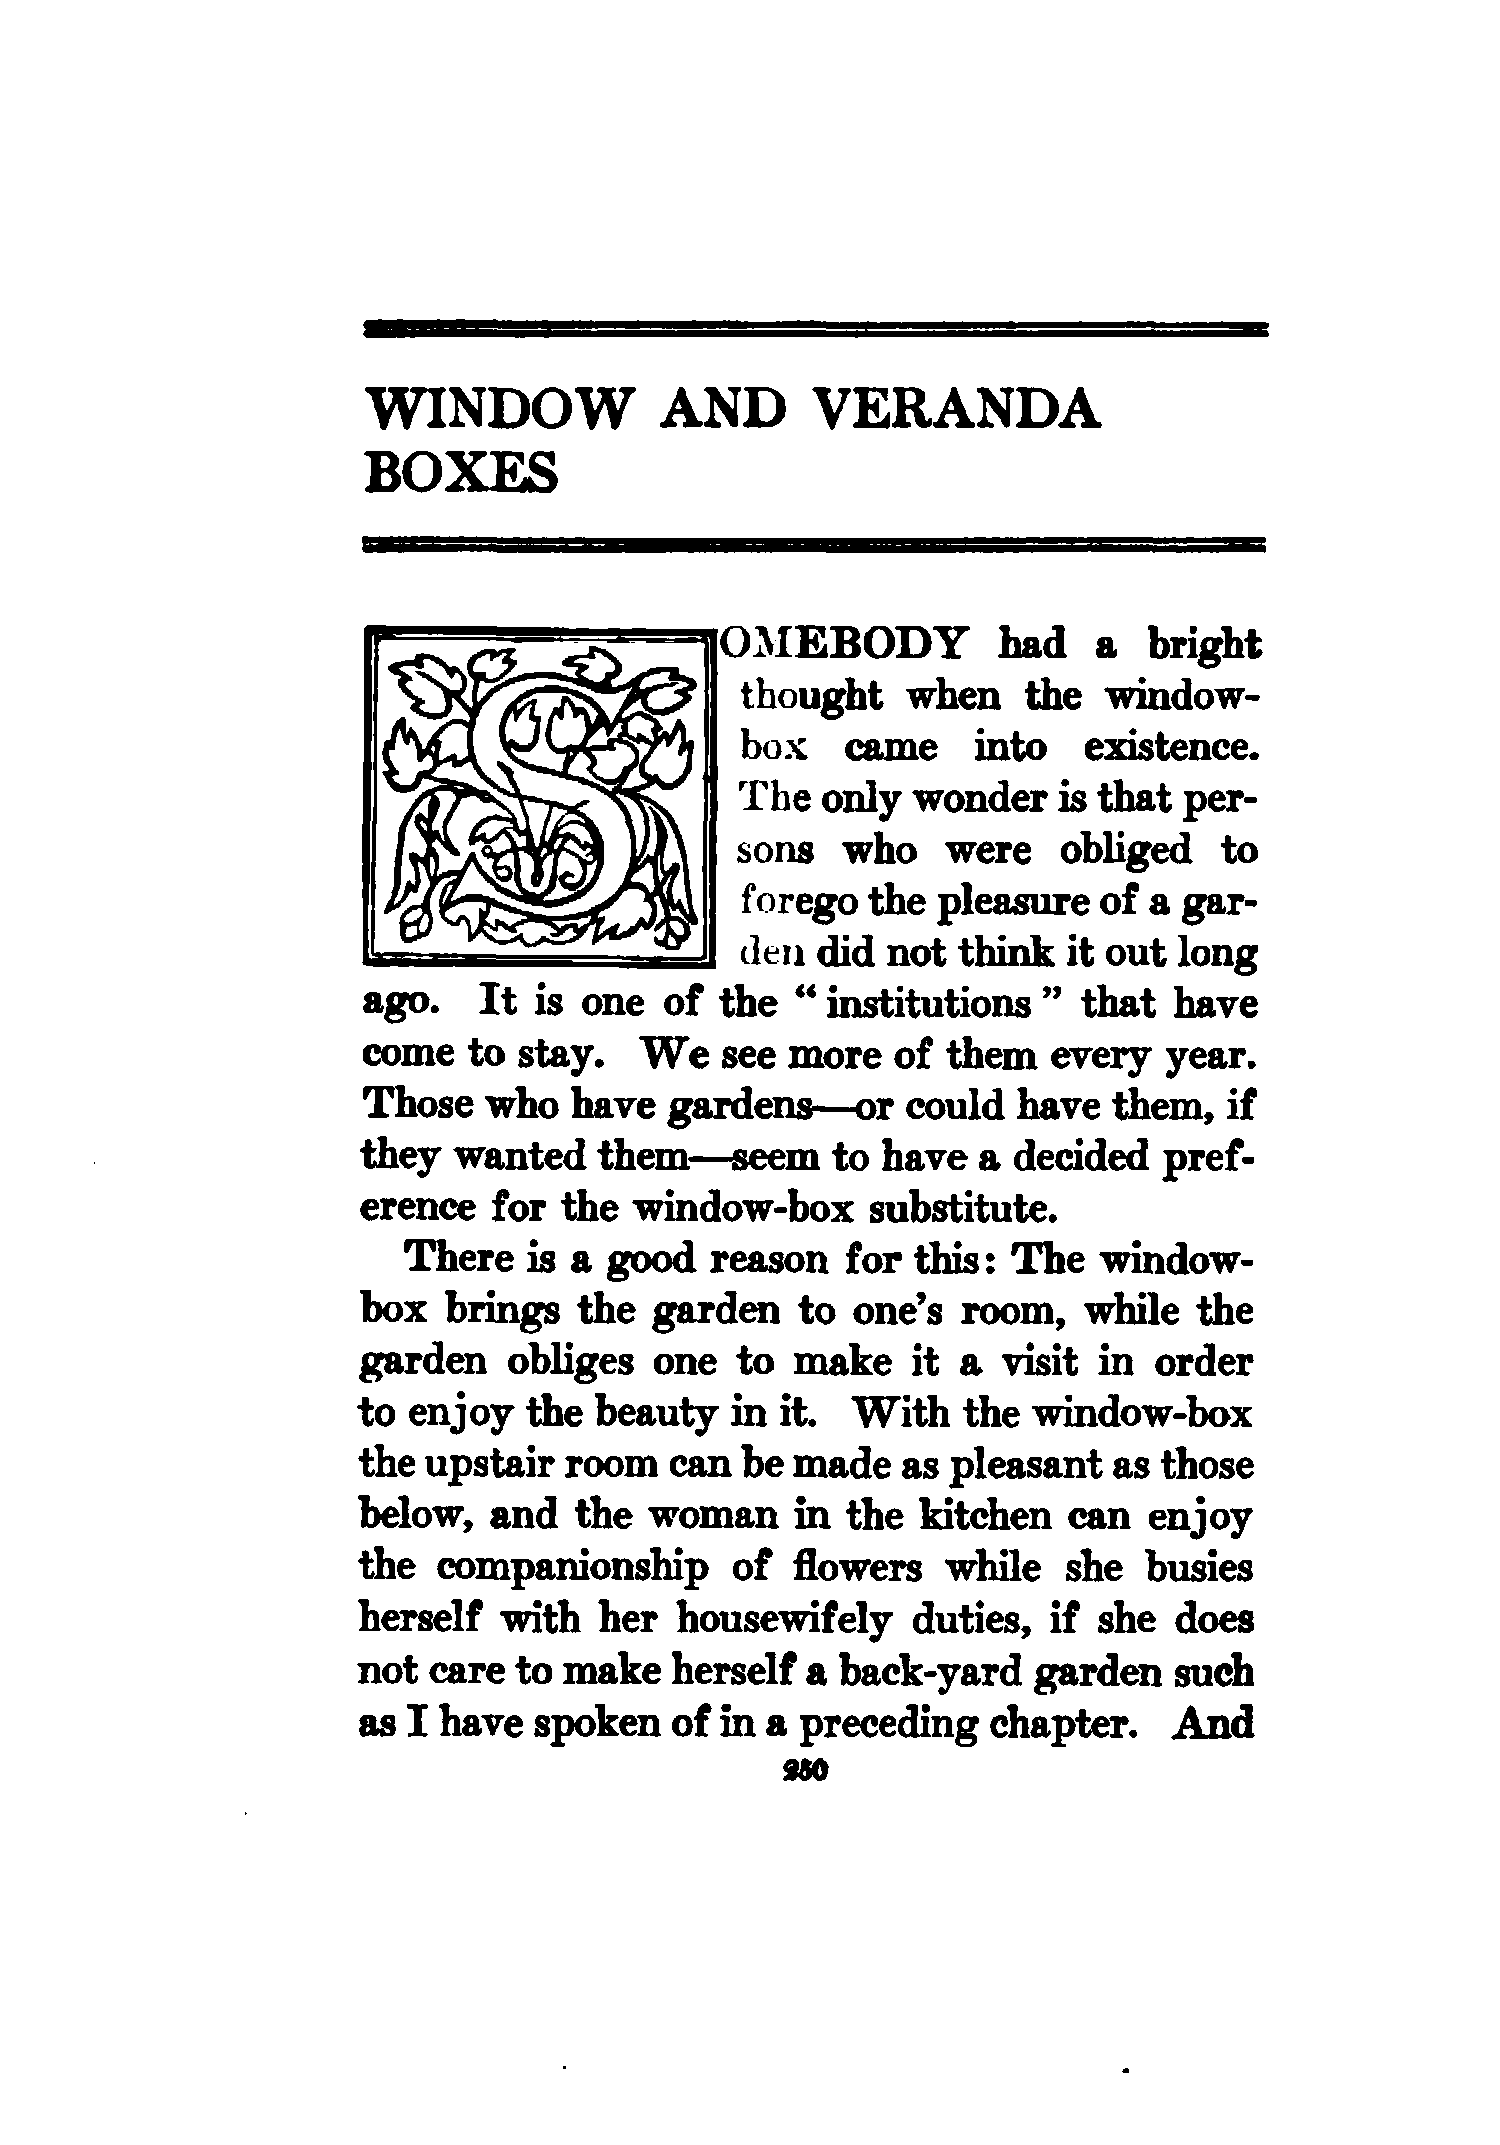 WINDOW AND VERANDA
BOXES
SOMEBODY had a bright
thought when the window-
box came into existence.
The only wonder is that per-
sons who were obliged to
forego the pleasure of a gar-
den did not think it out long
ago. It is one of the “ institutions ” that have
come to stay. We see more of them every year.
Those who have gardens—or could have them, if
they wanted them—seem to have a decided pref-
erence for the window-box substitute.
There is a good reason for this: The window-
box brings the garden to one’s room, while the
garden obliges one to make it a visit in order
to enjoy the beauty in it. With the window-box
the upstair room can be made as pleasant as those
below, and the woman in the kitchen can enjoy
the companionship of flowers while she busies
herself with her housewifely duties, if she does
not care to make herself a back-yard garden such
as I have spoken of in a preceding chapter. And
250